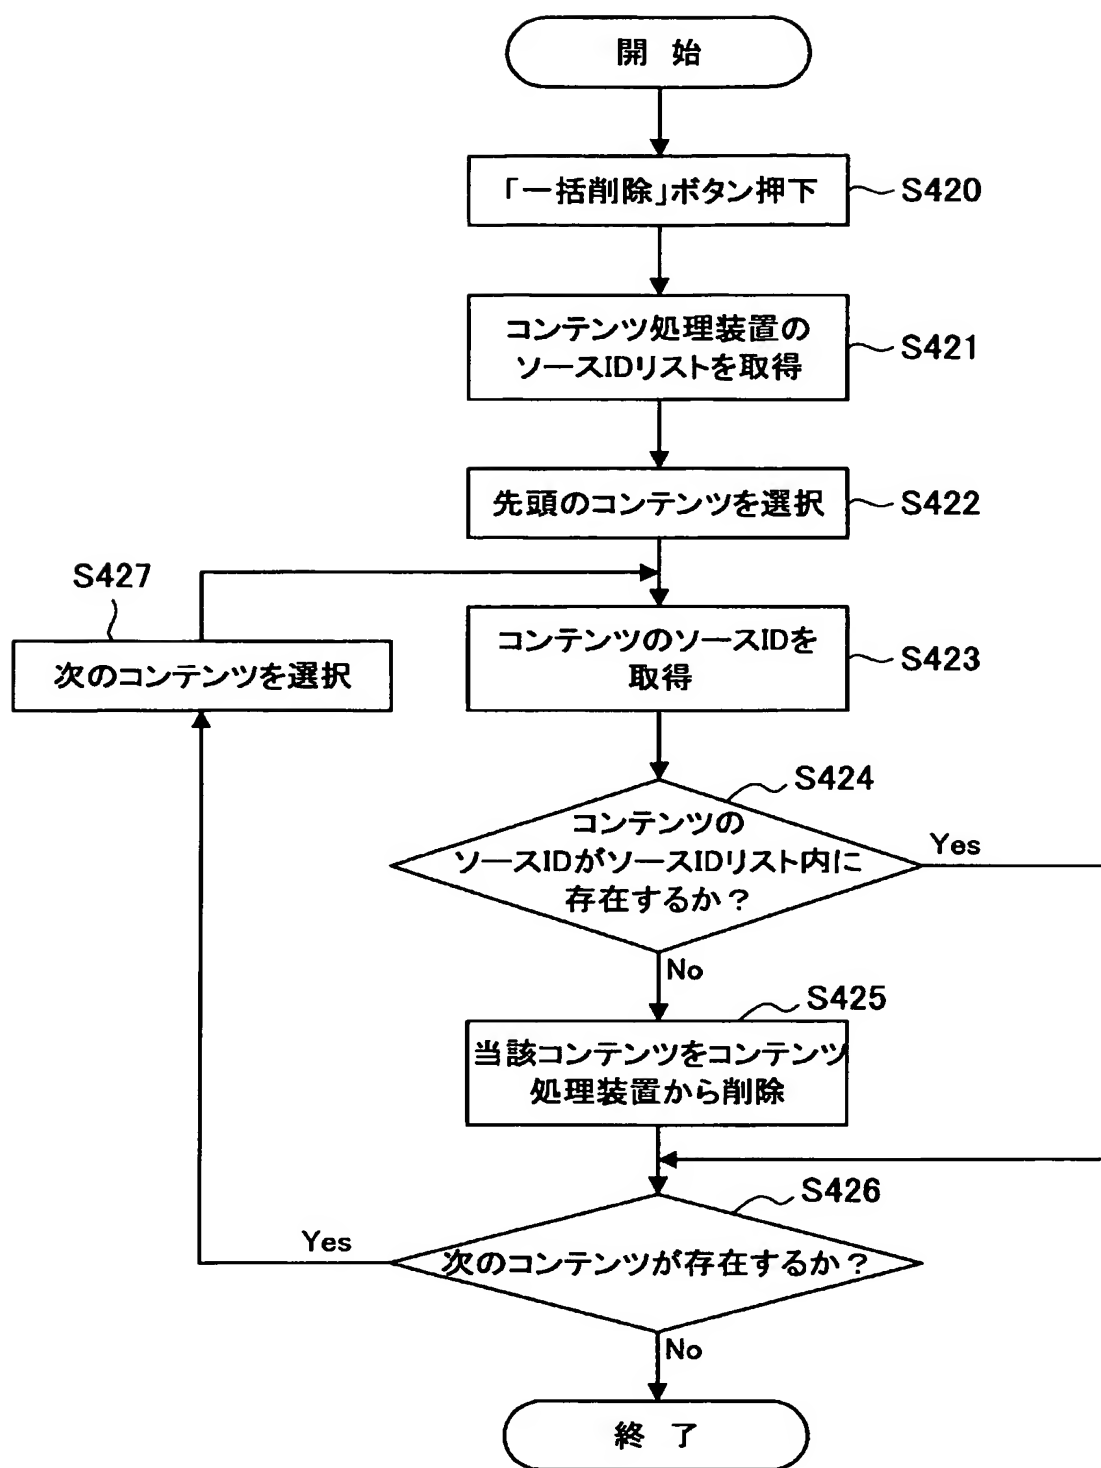 開 始
「一括削除」ボタン押下
S420
コンテンツ処理装置の
ソースIDリストを取得
S421
先頭のコンテンツを選択
S422
S427
次のコンテンツを選択
コンテンツのソースIDを
取得
S423
S424
コンテンツの
ソースIDがソースIDリスト内に
存在するか？
Yes
No
S425
当該コンテンツをコンテンツ
処理装置から削除
S426
次のコンテンツが存在するか？
Yes
No
終 了